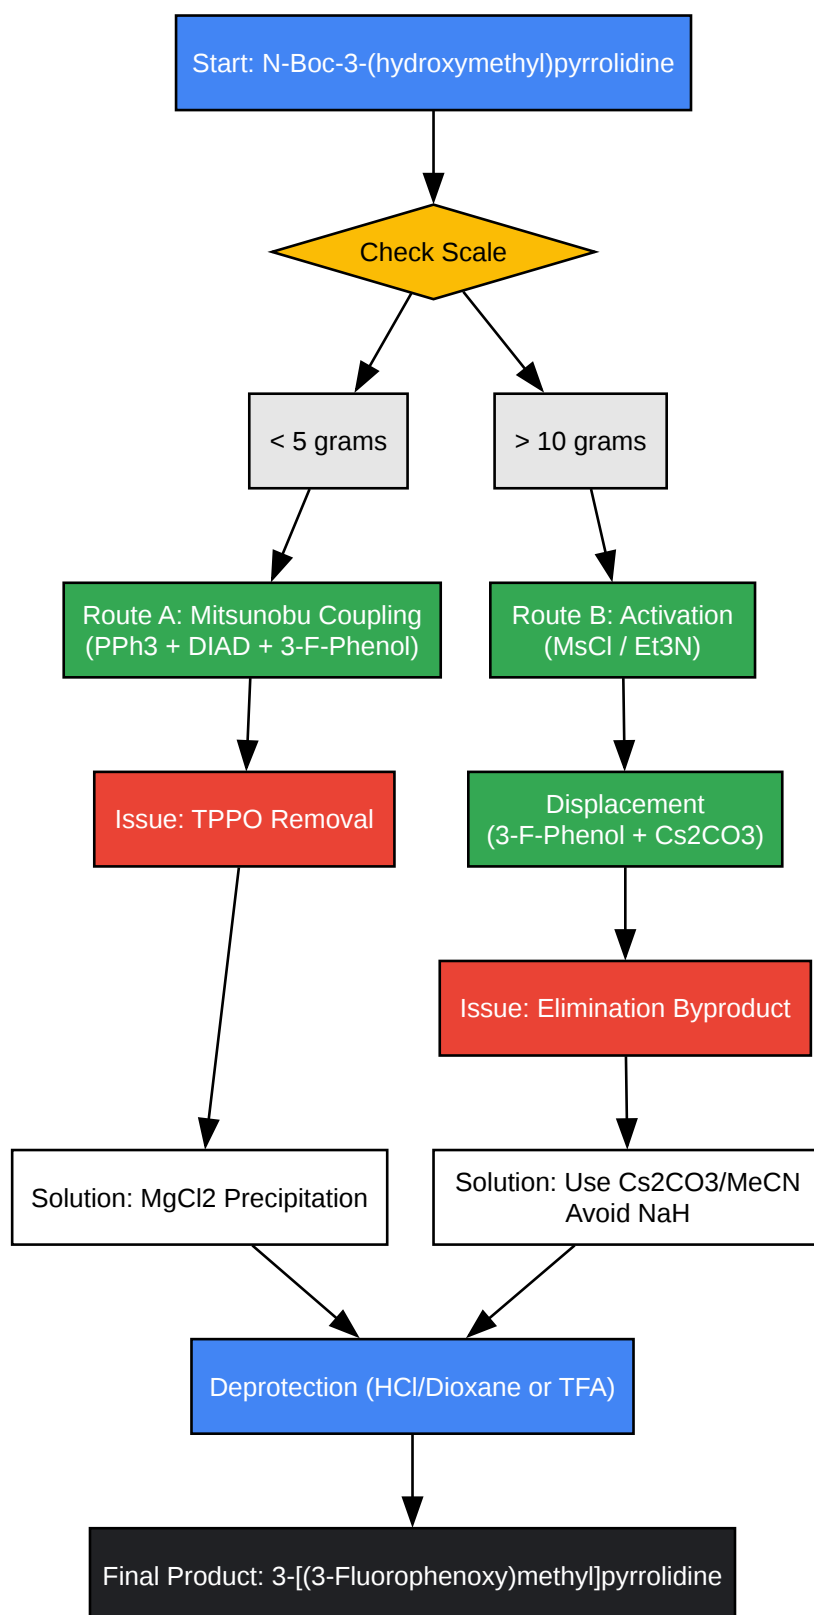 Start: N-Boc-3-(hydroxymethyl)pyrrolidine
Check Scale
< 5 grams
> 10 grams
Route A: Mitsunobu Coupling
(PPh3 + DIAD + 3-F-Phenol)
Route B: Activation
(MsCl / Et3N)
Issue: TPPO Removal
Displacement
(3-F-Phenol + Cs2CO3)
Issue: Elimination Byproduct
Solution: MgCl2 Precipitation
Solution: Use Cs2CO3/MeCN
Avoid NaH
Deprotection (HCl/Dioxane or TFA)
Final Product: 3-[(3-Fluorophenoxy)methyl]pyrrolidine